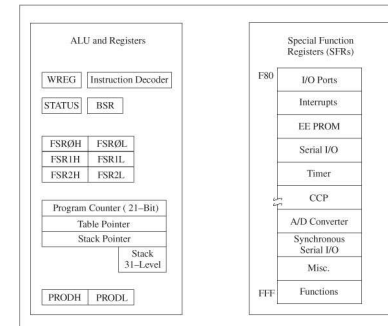 ALU and Registers
WREG
Instruction Decoder
STATUS
BSR
FSRØH
FSRØL
FSR1H
FSR1L
FSR2H
FSR2L
Program Counter ( 21–Bit)
Table Pointer
Stack Pointer
Stack
31–Level
PRODH
PRODL
Special Function
Registers (SFRs)
F80
I/O Ports
Interrupts
EE PROM
Serial I/O
Timer
CCP
A/D Converter
Synchronous
Serial I/O
Misc.
FFF
Functions